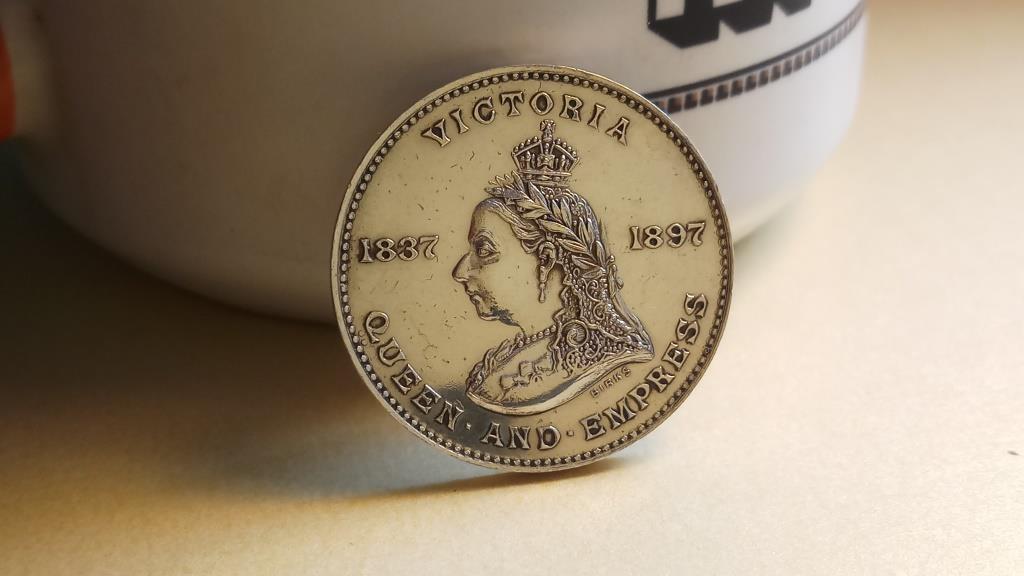 VICTORIA
1837 1897
BIRKS
QUEEN · AND · EMPRESS